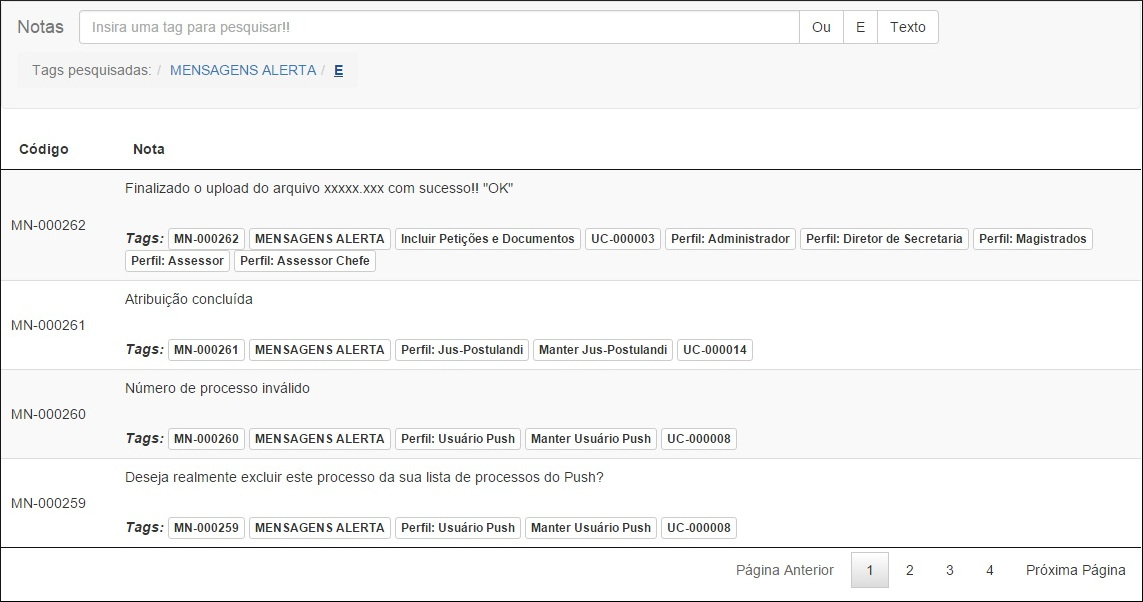 Notas Insira uma tag para pesquisar!! Ou E Texto
Tags pesquisadas: / MENSAGENS ALERTA / E
Código Nota
Finalizado o upload do arquivo xxxxx.xxx com sucesso!! "OK"
MN-000262
Tags: MN-000262 MENSAGENS ALERTA Incluir Petições e Documentos UC-000003 Perfil: Administrador Perfil: Diretor de Secretaria Perfil: Magistrados
Perfil: Assessor Perfil: Assessor Chefe
Atribuição concluída
MN-000261
Tags: MN-000261 MENSAGENS ALERTA Perfil: Jus-Postulandi Manter Jus-Postulandi UC-000014
Número de processo inválido
MN-000260
Tags: MN-000260 MENSAGENS ALERTA Perfil: Usuário Push Manter Usuário Push UC-000008
Deseja realmente excluir este processo da sua lista de processos do Push?
MN-000259
Tags: MN-000259 MENSAGENS ALERTA Perfil: Usuário Push Manter Usuário Push UC-000008
Página Anterior 1 2 3 4 Próxima Página